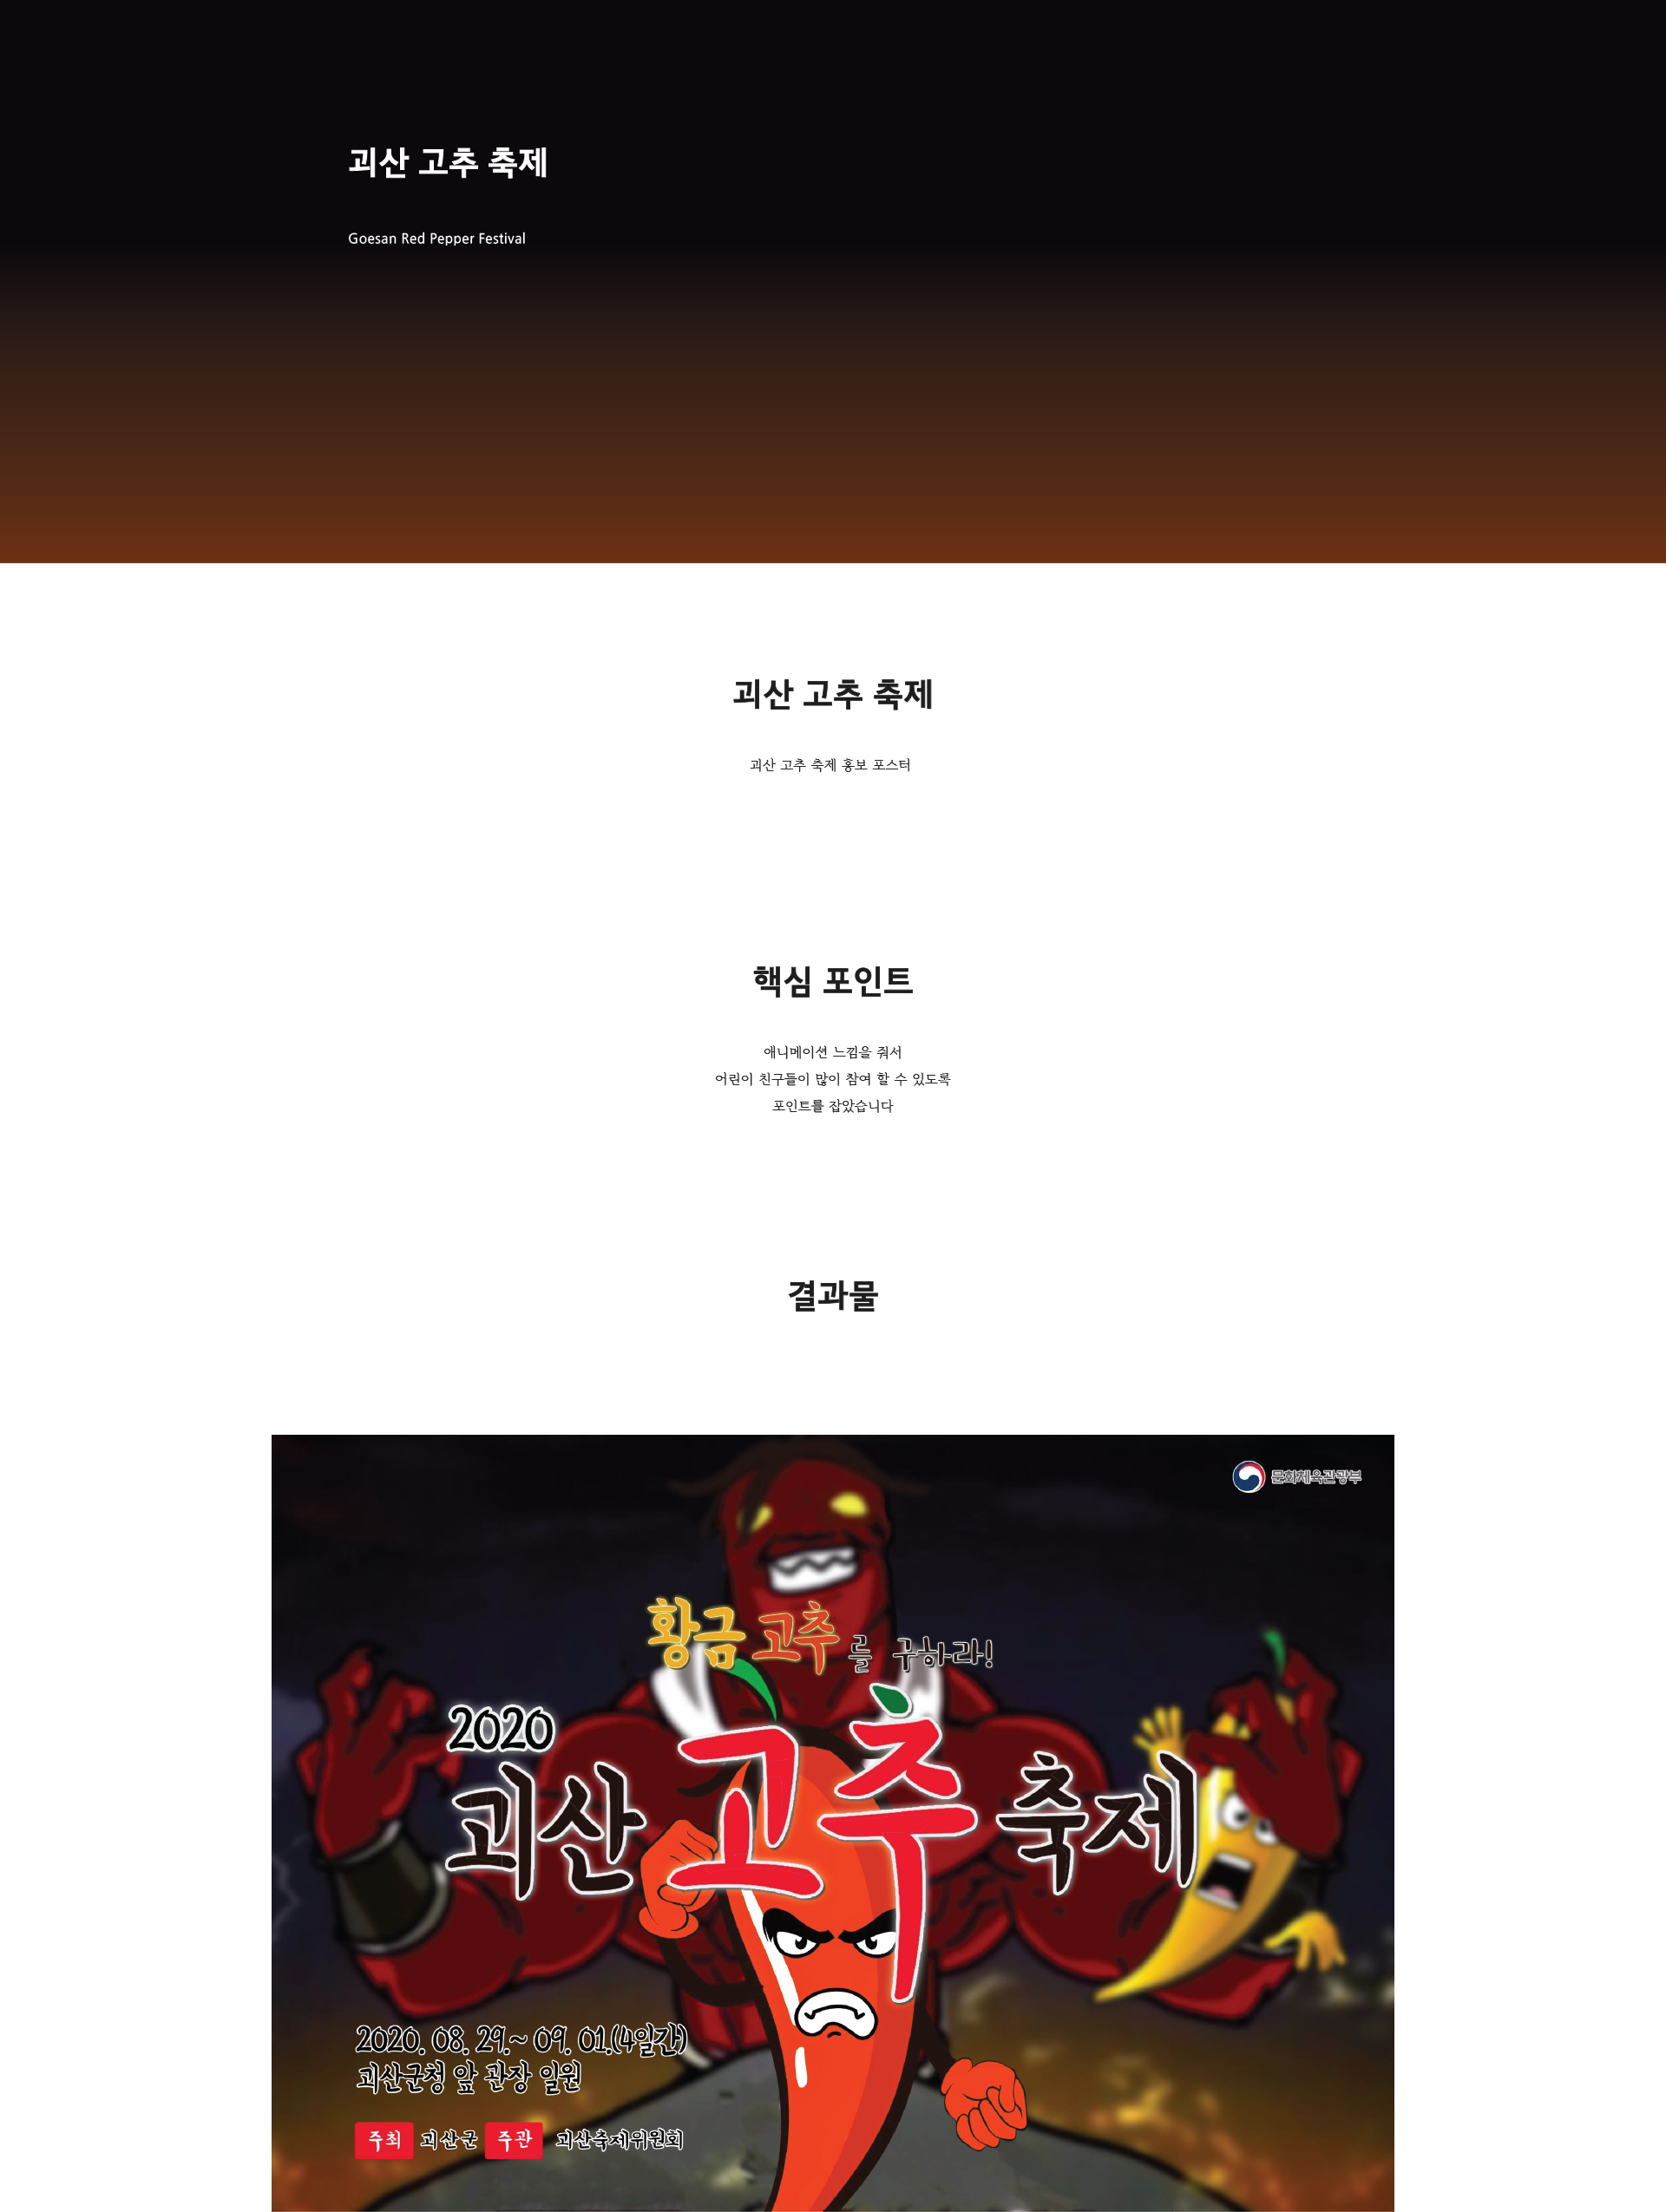 괴산 고추 축제
Goesan Red Pepper Festival
괴산 고추 축제
괴산 고추 축제 홍보 포스터
핵심 포인트
애니메이션 느낌을 줘서
어린이 친구들이 많이 참여 할 수 있도록
포인트를 잡았습니다
결과물
문화체육관광부
황금 고추를 구하라!
2020
괴산 고추 축제
2020. 08. 29.~ 09. 01.(4일간)
괴산군청 앞 관장 일원
주최 괴산군 주관 괴산축제위원회